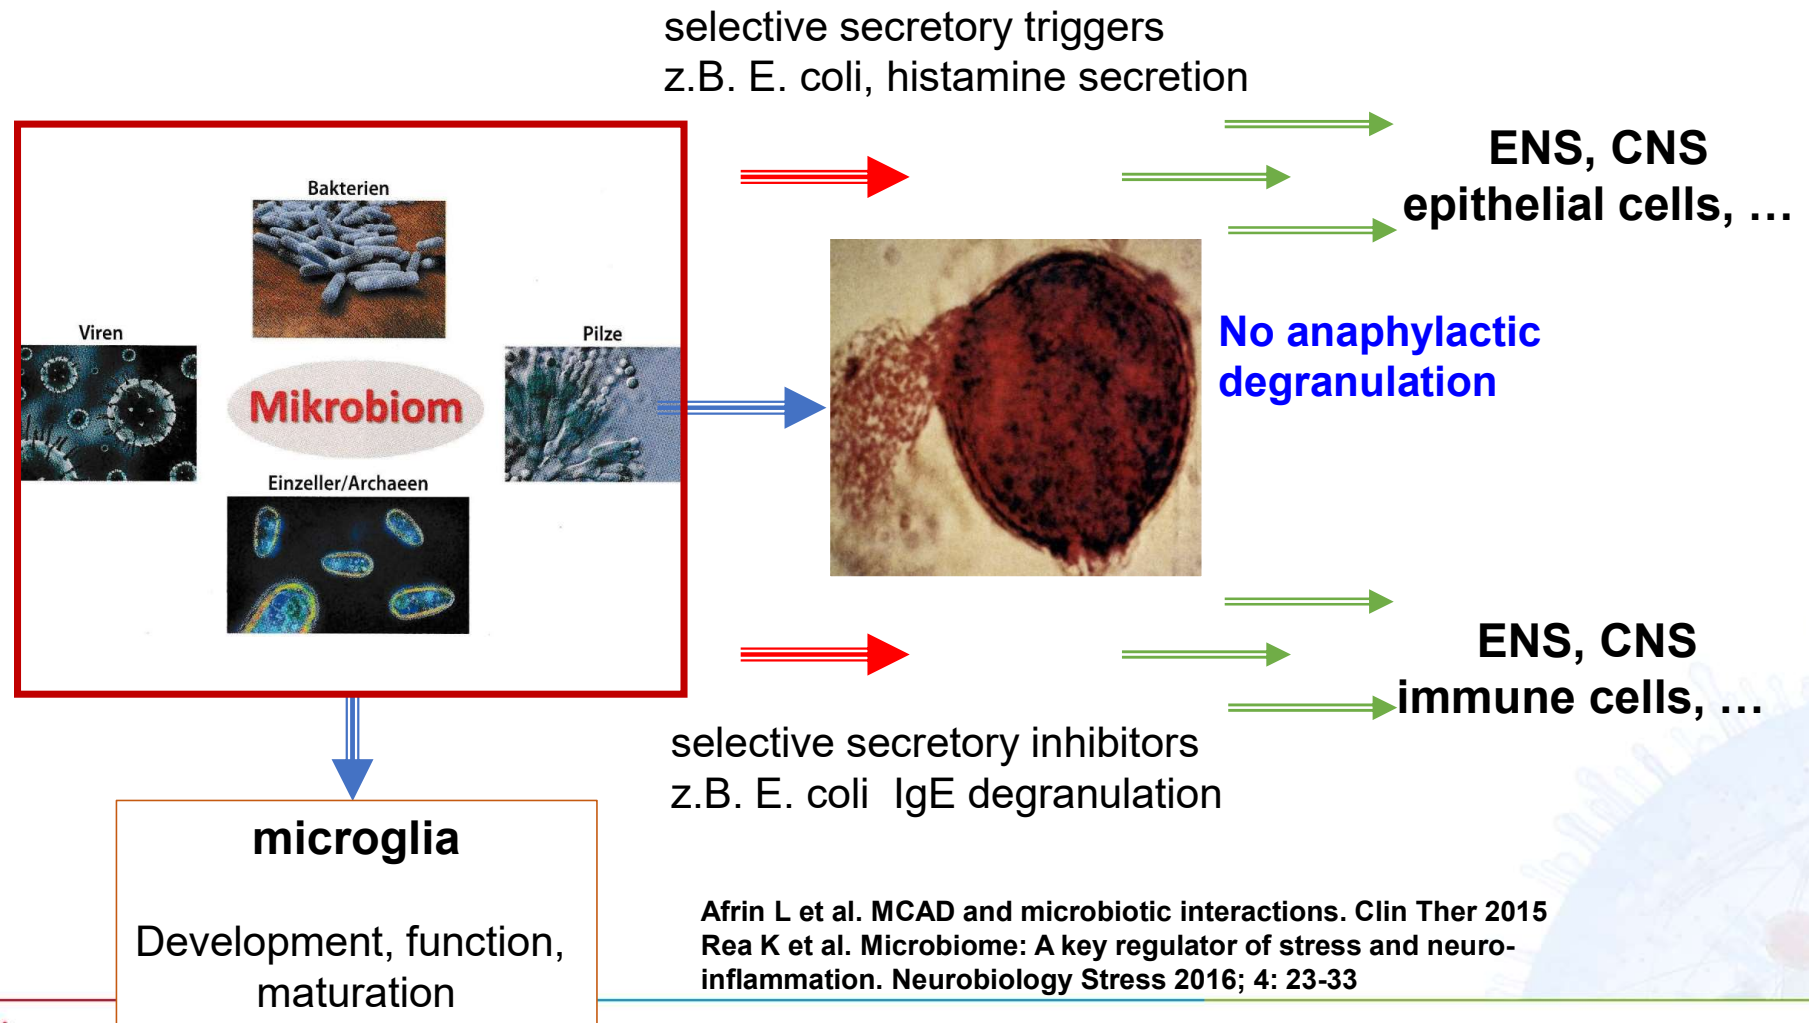 selective secretory triggers
z.B. E. coli, histamine secretion
Bakterien
Viren
Pilze
Mikrobiom
Einzeller/Archaeen
ENS, CNS
epithelial cells, …
No anaphylactic
degranulation
ENS, CNS
immune cells, …
selective secretory inhibitors
z.B. E. coli  IgE degranulation
microglia
Development, function,
maturation
Afrin L et al. MCAD and microbiotic interactions. Clin Ther 2015
Rea K et al. Microbiome: A key regulator of stress and neuro-
inflammation. Neurobiology Stress 2016; 4: 23-33